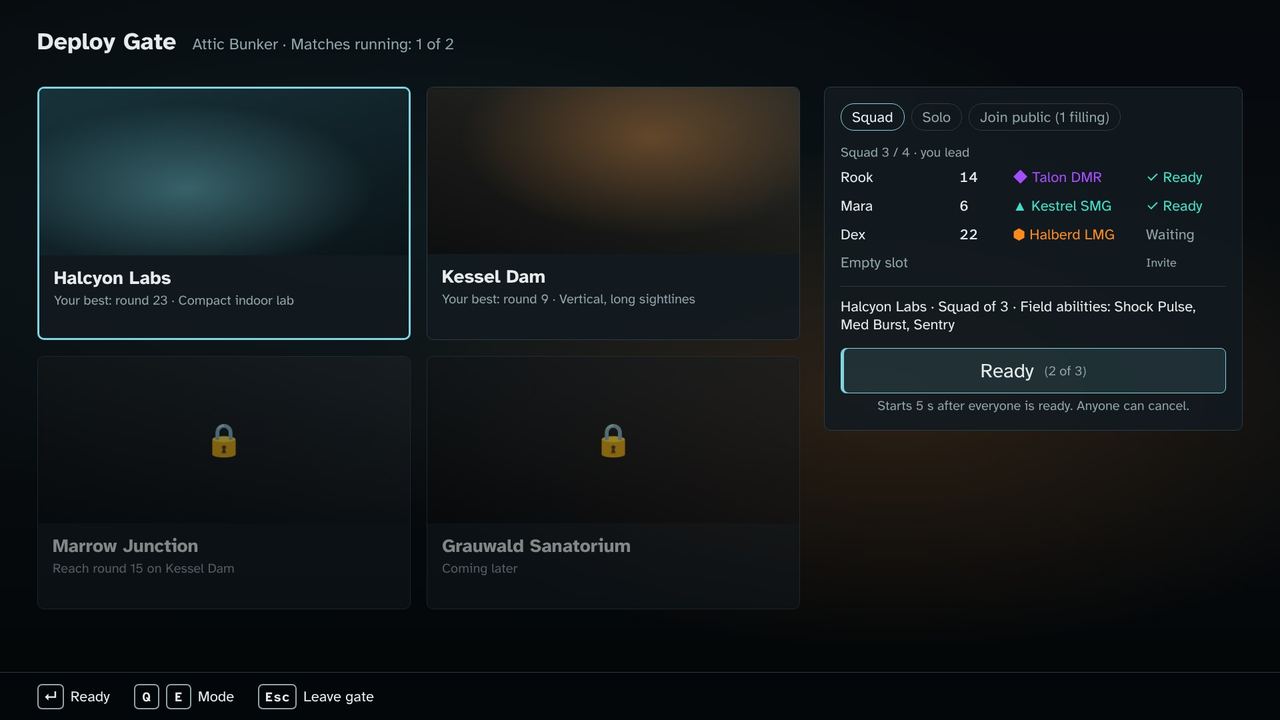 Deploy Gate Attic Bunker · Matches running: 1 of 2
Halcyon Labs
Your best: round 23 · Compact indoor lab
Kessel Dam
Your best: round 9 · Vertical, long sightlines
Marrow Junction
Reach round 15 on Kessel Dam
Grauwald Sanatorium
Coming later
Squad Solo Join public (1 filling)
Squad 3 / 4 · you lead
Rook 14 ◆ Talon DMR ✓ Ready
Mara 6 ▲ Kestrel SMG ✓ Ready
Dex 22 ⬢ Halberd LMG Waiting
Empty slot Invite
Halcyon Labs · Squad of 3 · Field abilities: Shock Pulse,
Med Burst, Sentry
Ready (2 of 3)
Starts 5 s after everyone is ready. Anyone can cancel.
↵ Ready Q E Mode Esc Leave gate